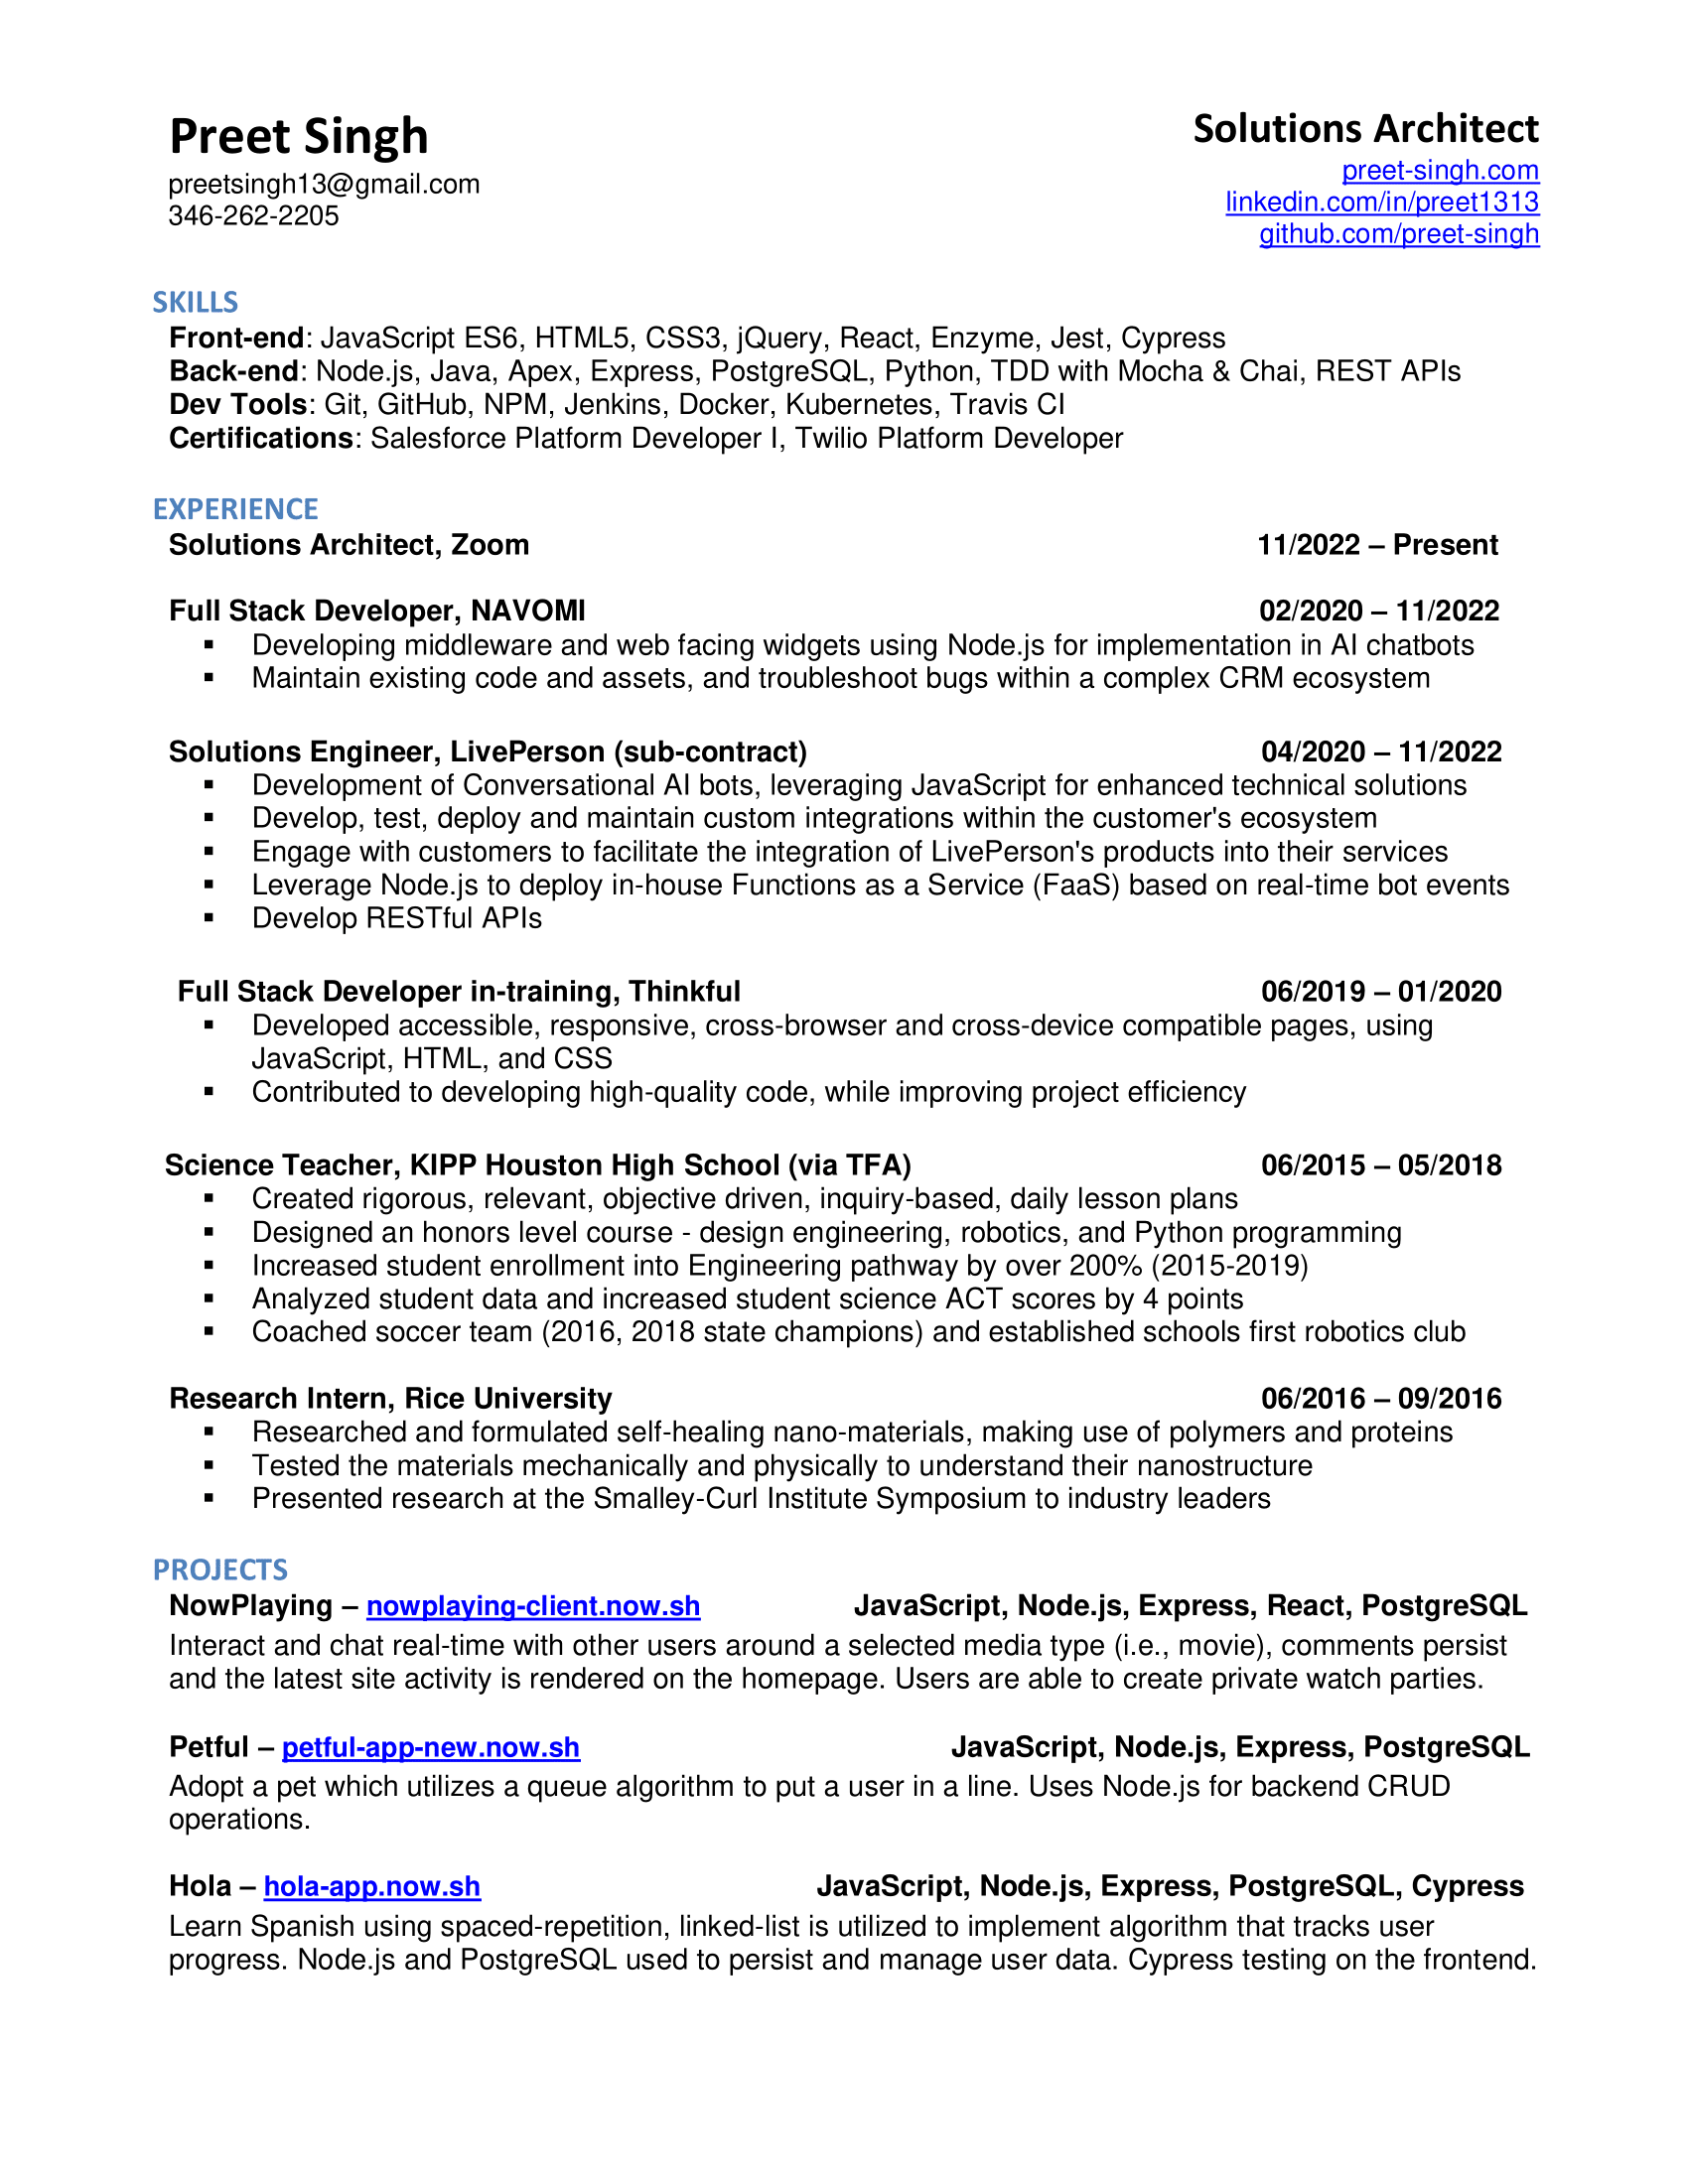 Preet Singh
preetsingh13@gmail.com
346-262-2205
Solutions Architect
preet-singh.com
linkedin.com/in/preet1313
github.com/preet-singh
SKILLS
Front-end: JavaScript ES6, HTML5, CSS3, jQuery, React, Enzyme, Jest, Cypress
Back-end: Node.js, Java, Apex, Express, PostgreSQL, Python, TDD with Mocha & Chai, REST APIs
Dev Tools: Git, GitHub, NPM, Jenkins, Docker, Kubernetes, Travis CI
Certifications: Salesforce Platform Developer I, Twilio Platform Developer
EXPERIENCE
Solutions Architect, Zoom 11/2022 – Present
Full Stack Developer, NAVOMI 02/2020 – 11/2022
▪ Developing middleware and web facing widgets using Node.js for implementation in AI chatbots
▪ Maintain existing code and assets, and troubleshoot bugs within a complex CRM ecosystem
Solutions Engineer, LivePerson (sub-contract) 04/2020 – 11/2022
▪ Development of Conversational AI bots, leveraging JavaScript for enhanced technical solutions
▪ Develop, test, deploy and maintain custom integrations within the customer's ecosystem
▪ Engage with customers to facilitate the integration of LivePerson's products into their services
▪ Leverage Node.js to deploy in-house Functions as a Service (FaaS) based on real-time bot events
▪ Develop RESTful APIs
Full Stack Developer in-training, Thinkful 06/2019 – 01/2020
▪ Developed accessible, responsive, cross-browser and cross-device compatible pages, using
JavaScript, HTML, and CSS
▪ Contributed to developing high-quality code, while improving project efficiency
Science Teacher, KIPP Houston High School (via TFA) 06/2015 – 05/2018
▪ Created rigorous, relevant, objective driven, inquiry-based, daily lesson plans
▪ Designed an honors level course - design engineering, robotics, and Python programming
▪ Increased student enrollment into Engineering pathway by over 200% (2015-2019)
▪ Analyzed student data and increased student science ACT scores by 4 points
▪ Coached soccer team (2016, 2018 state champions) and established schools first robotics club
Research Intern, Rice University 06/2016 – 09/2016
▪ Researched and formulated self-healing nano-materials, making use of polymers and proteins
▪ Tested the materials mechanically and physically to understand their nanostructure
▪ Presented research at the Smalley-Curl Institute Symposium to industry leaders
PROJECTS
NowPlaying – nowplaying-client.now.sh JavaScript, Node.js, Express, React, PostgreSQL
Interact and chat real-time with other users around a selected media type (i.e., movie), comments persist
and the latest site activity is rendered on the homepage. Users are able to create private watch parties.
Petful – petful-app-new.now.sh JavaScript, Node.js, Express, PostgreSQL
Adopt a pet which utilizes a queue algorithm to put a user in a line. Uses Node.js for backend CRUD
operations.
Hola – hola-app.now.sh JavaScript, Node.js, Express, PostgreSQL, Cypress
Learn Spanish using spaced-repetition, linked-list is utilized to implement algorithm that tracks user
progress. Node.js and PostgreSQL used to persist and manage user data. Cypress testing on the frontend.